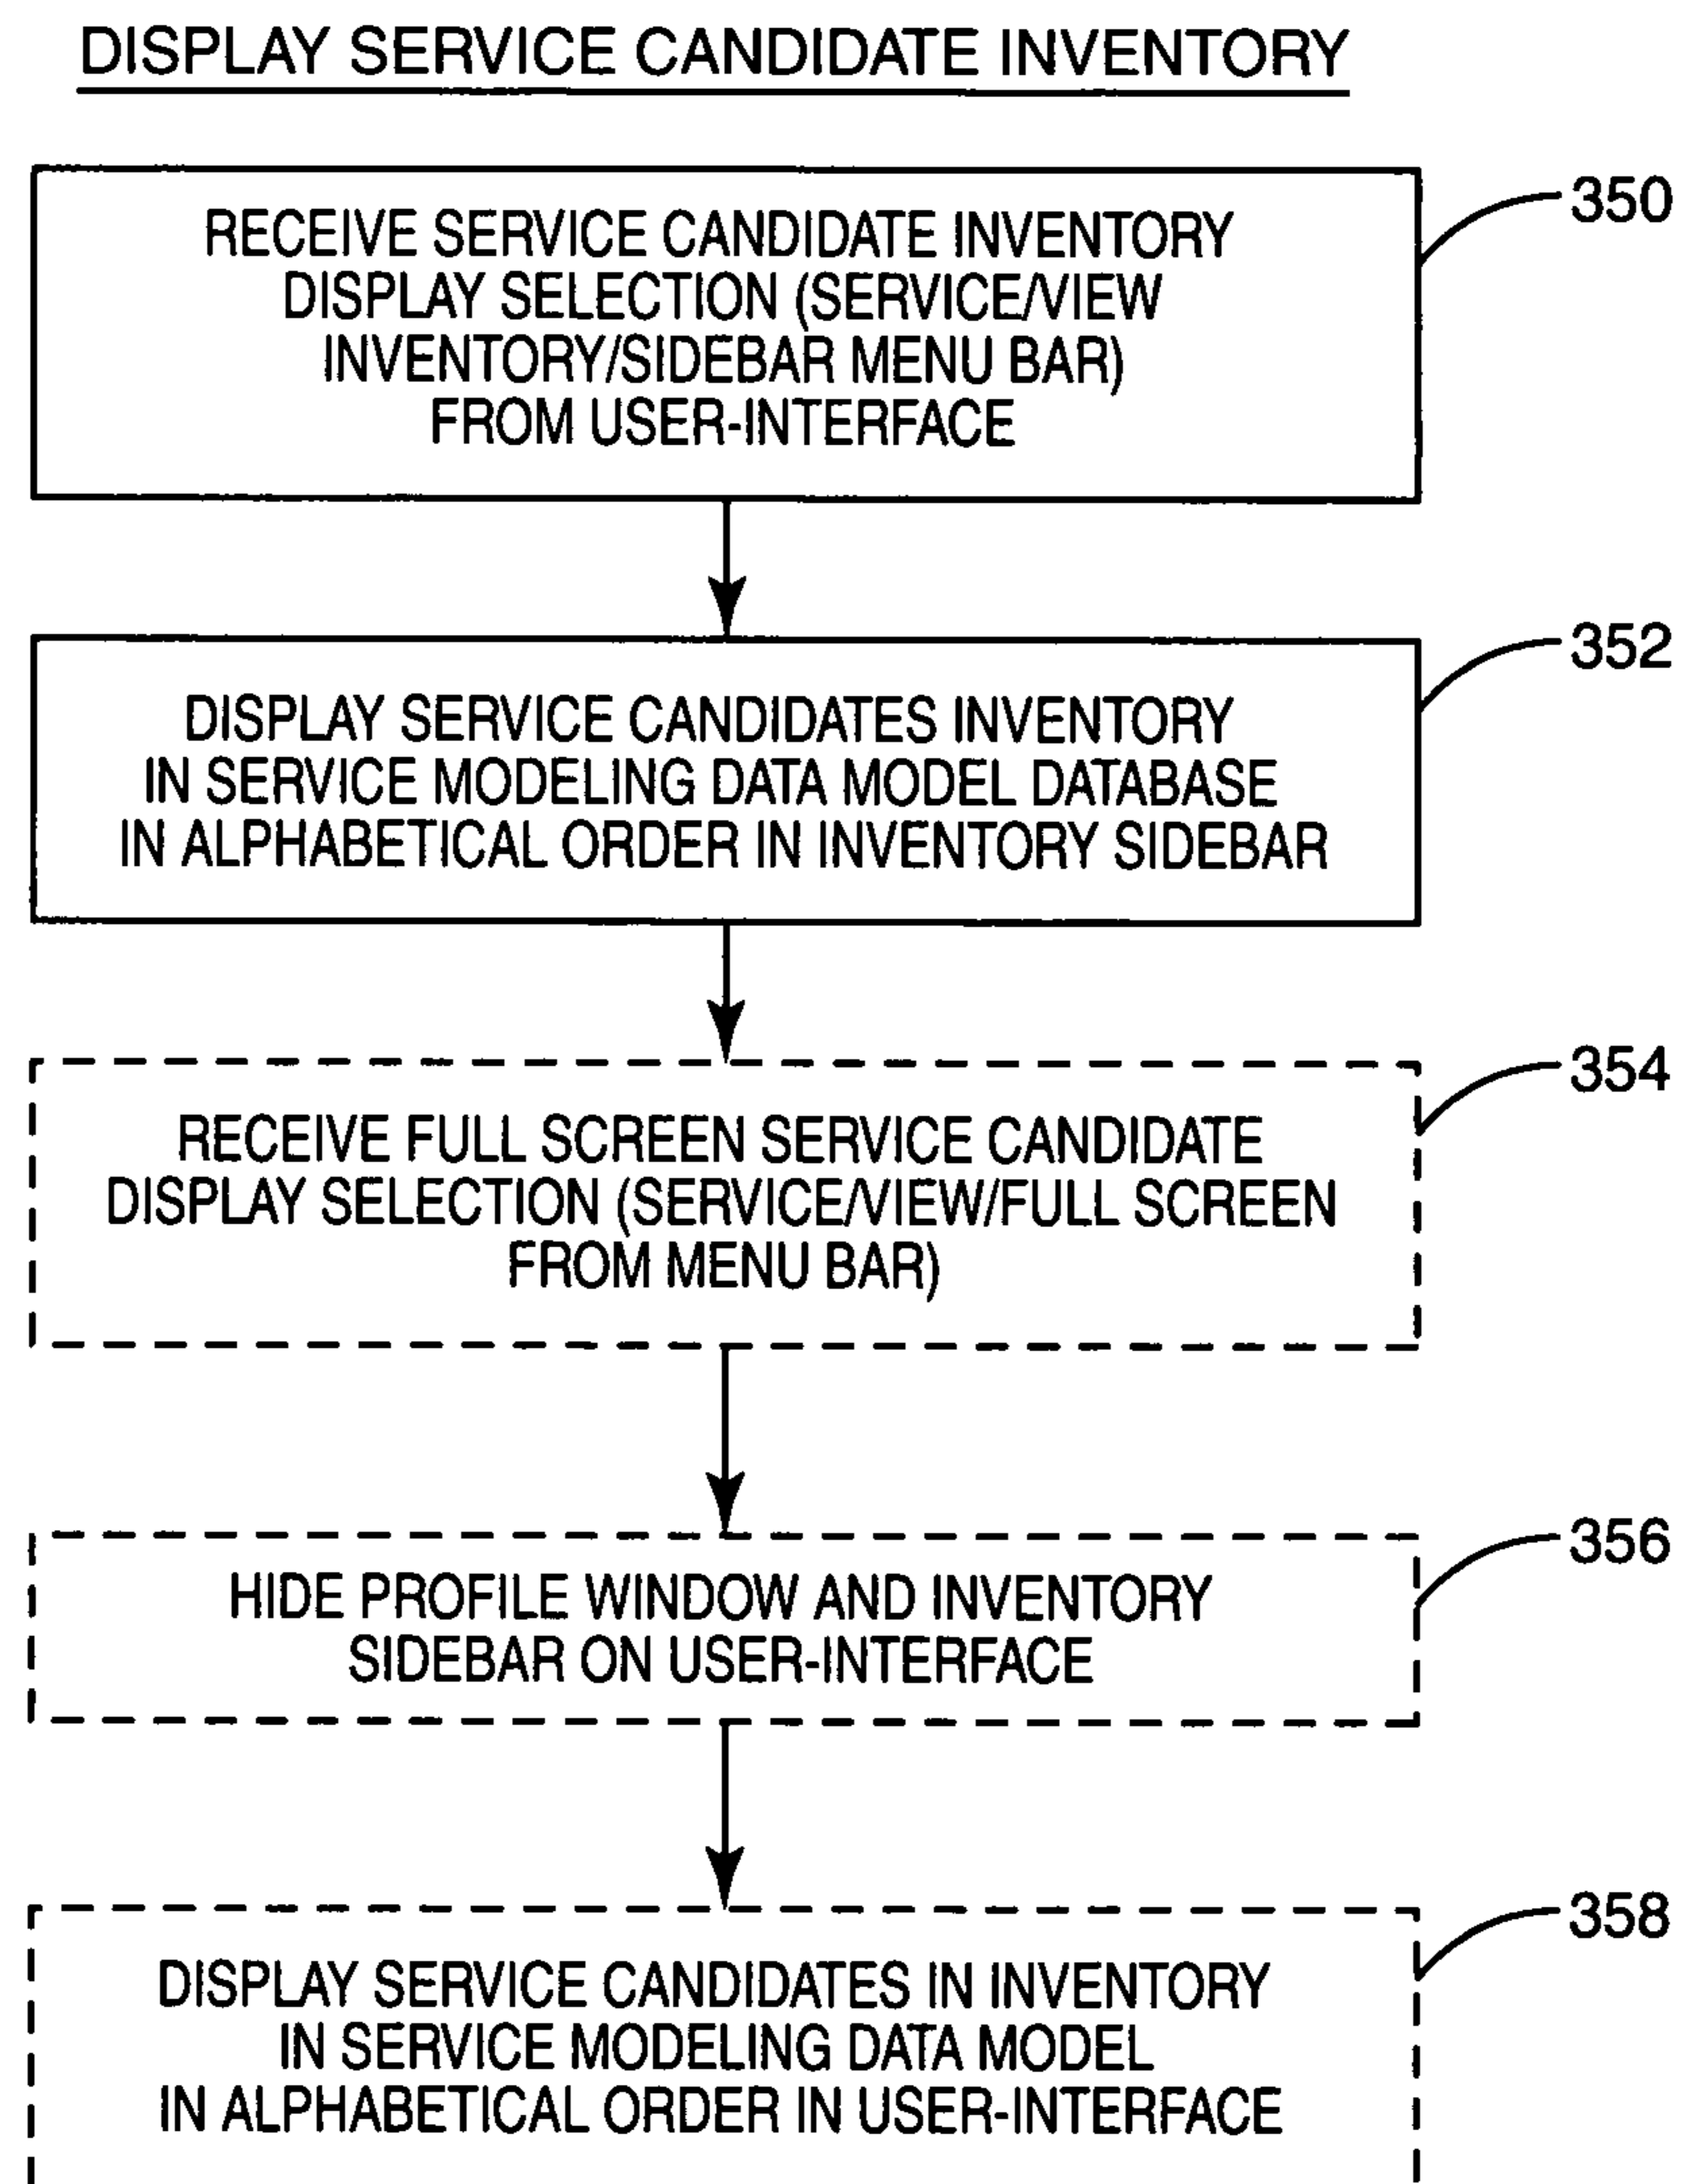 DISPLAY SERVICE CANDIDATE INVENTORY
RECEIVE SERVICE CANDIDATE INVENTORY
DISPLAY SELECTION (SERVICE/VIEW
INVENTORY/SIDEBAR MENU BAR)
FROM USER-INTERFACE
350
DISPLAY SERVICE CANDIDATES INVENTORY
IN SERVICE MODELING DATA MODEL DATABASE
IN ALPHABETICAL ORDER IN INVENTORY SIDEBAR
352
RECEIVE FULL SCREEN SERVICE CANDIDATE
DISPLAY SELECTION (SERVICE/VIEW/FULL SCREEN
FROM MENU BAR)
354
HIDE PROFILE WINDOW AND INVENTORY
SIDEBAR ON USER-INTERFACE
356
DISPLAY SERVICE CANDIDATES IN INVENTORY
IN SERVICE MODELING DATA MODEL
IN ALPHABETICAL ORDER IN USER-INTERFACE
358